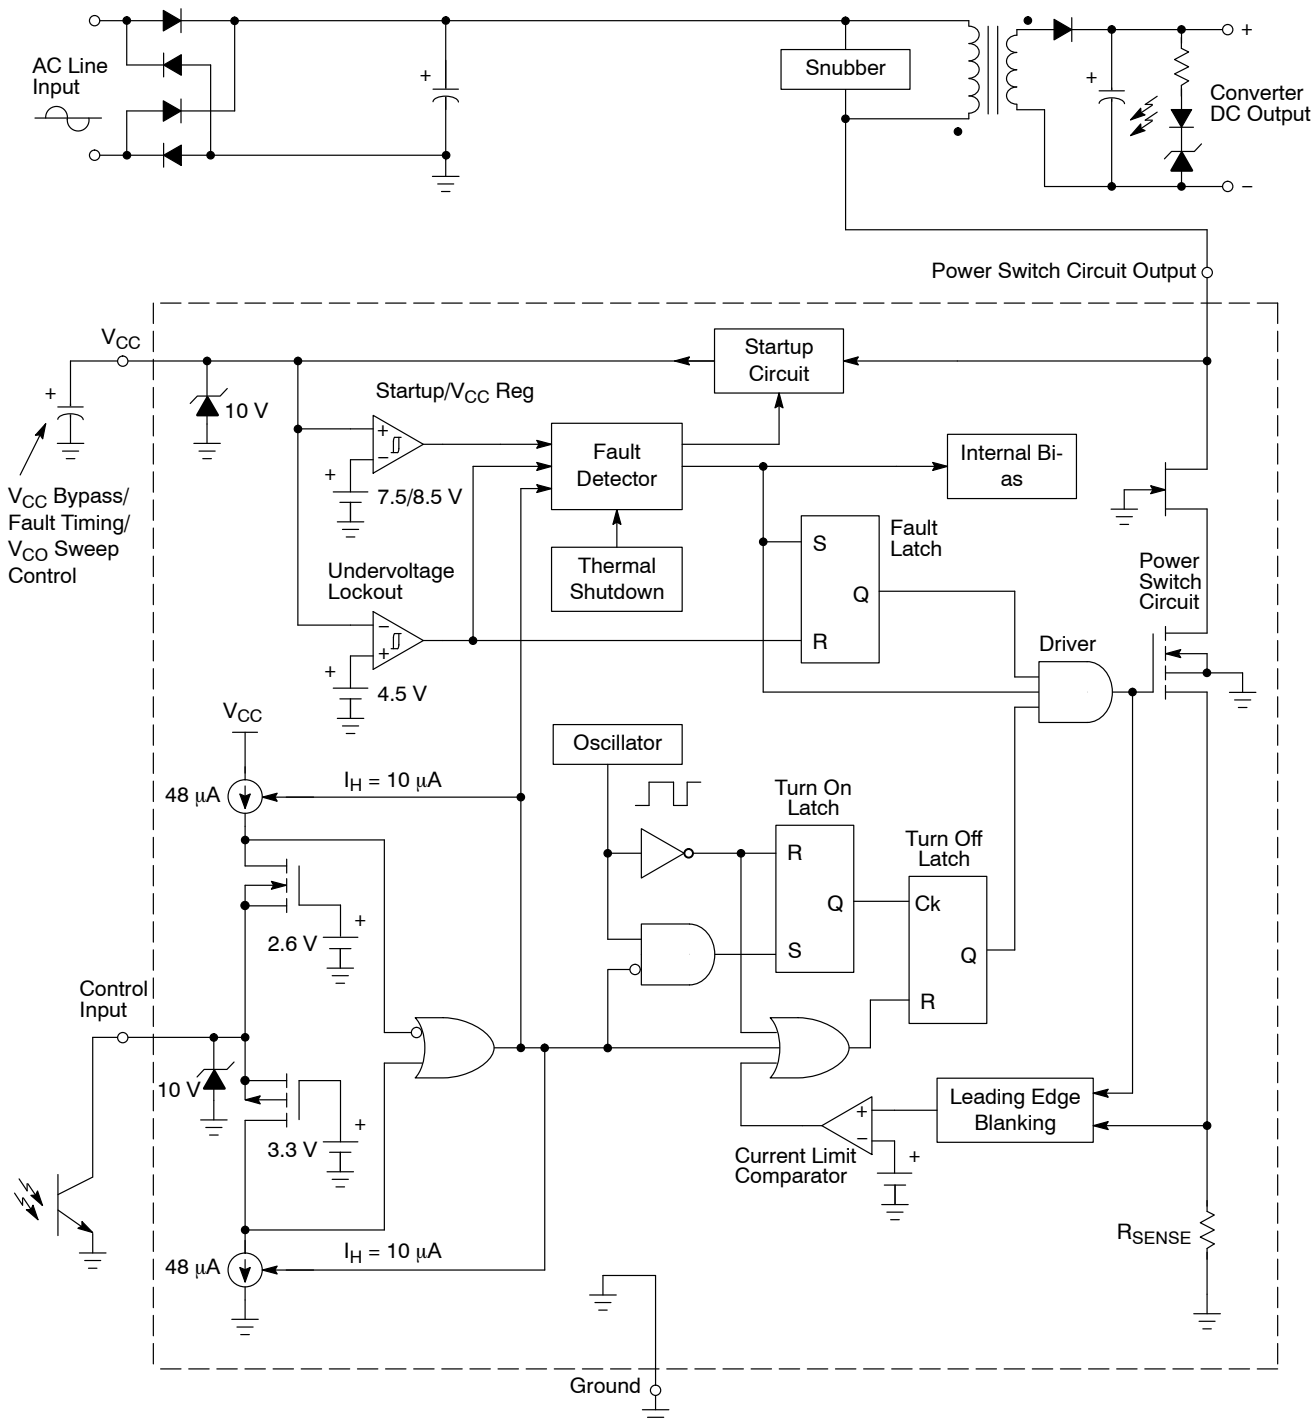 AC Line
Input
Snubber
+
+
+
Converter
DC Output
−
Power Switch Circuit Output
VCC
Startup
Circuit
+
10 V
Startup/VCC Reg
+
−
+
7.5/8.5 V
Fault
Detector
Internal Bi-
as
VCC Bypass/
Fault Timing/
VCO Sweep
Control
Thermal
Shutdown
S
Q
R
Fault
Latch
Power
Switch
Circuit
Undervoltage
Lockout
−
+
+
4.5 V
Driver
VCC
48 µA
IH = 10 µA
Oscillator
Turn On
Latch
R
Q
S
Turn Off
Latch
Ck
Q
R
+
2.6 V
Control
Input
10 V
+
3.3 V
Leading Edge
Blanking
+
−
+
Current Limit
Comparator
RSENSE
48 µA
IH = 10 µA
Ground